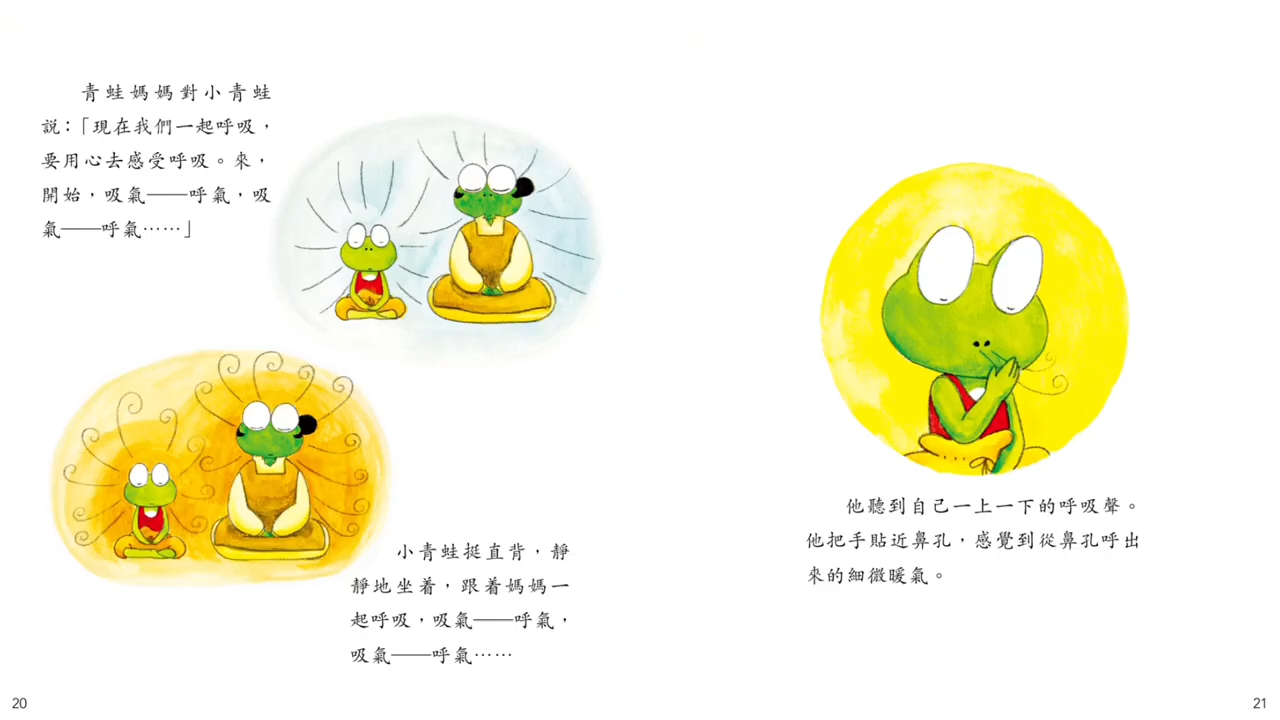 青蛙媽媽對小青蛙
說：「現在我們一起呼吸，
要用心去感受呼吸。來，
開始，吸氣──呼氣，吸
氣──呼氣……」
小青蛙挺直背，靜
靜地坐着，跟着媽媽一
起呼吸，吸氣──呼氣，
吸氣──呼氣……
20
他聽到自己一上一下的呼吸聲。
他把手貼近鼻孔，感覺到從鼻孔呼出
來的細微暖氣。
21